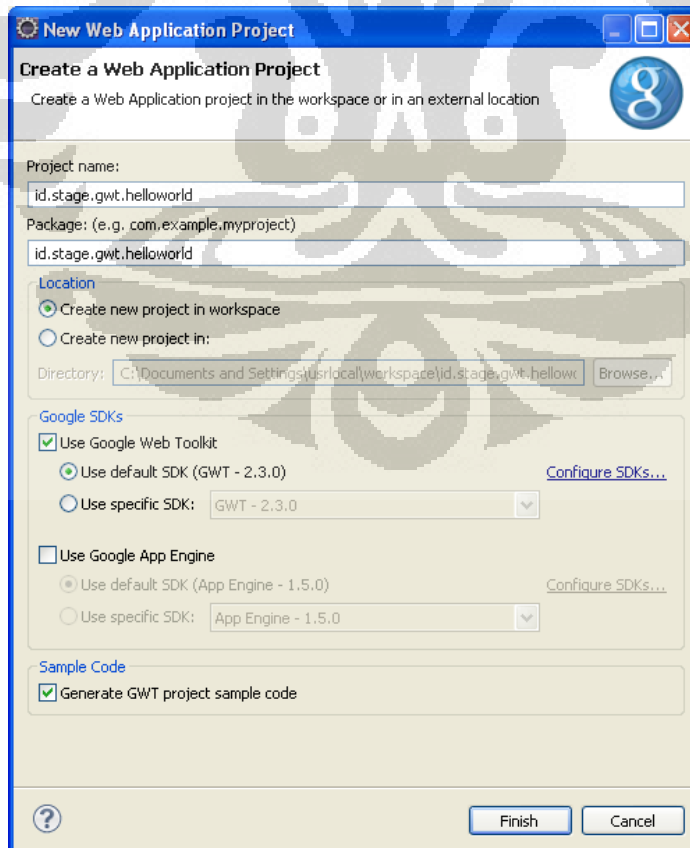 New Web Application Project
Create a Web Application Project
Create a Web Application project in the workspace or in an external location
Project name:
id.stage.gwt.helloworld
Package: (e.g. com.example.myproject)
id.stage.gwt.helloworld
Location
Create new project in workspace
Create new project in:
Directory: C:\Documents and Settings\usrlocal\workspace\id.stage.gwt.hellowo Browse...
Google SDKs
Use Google Web Toolkit
Use default SDK (GWT - 2.3.0) Configure SDKs...
Use specific SDK: GWT - 2.3.0
Use Google App Engine
Use default SDK (App Engine - 1.5.0) Configure SDKs...
Use specific SDK: App Engine - 1.5.0
Sample Code
Generate GWT project sample code
? Finish Cancel